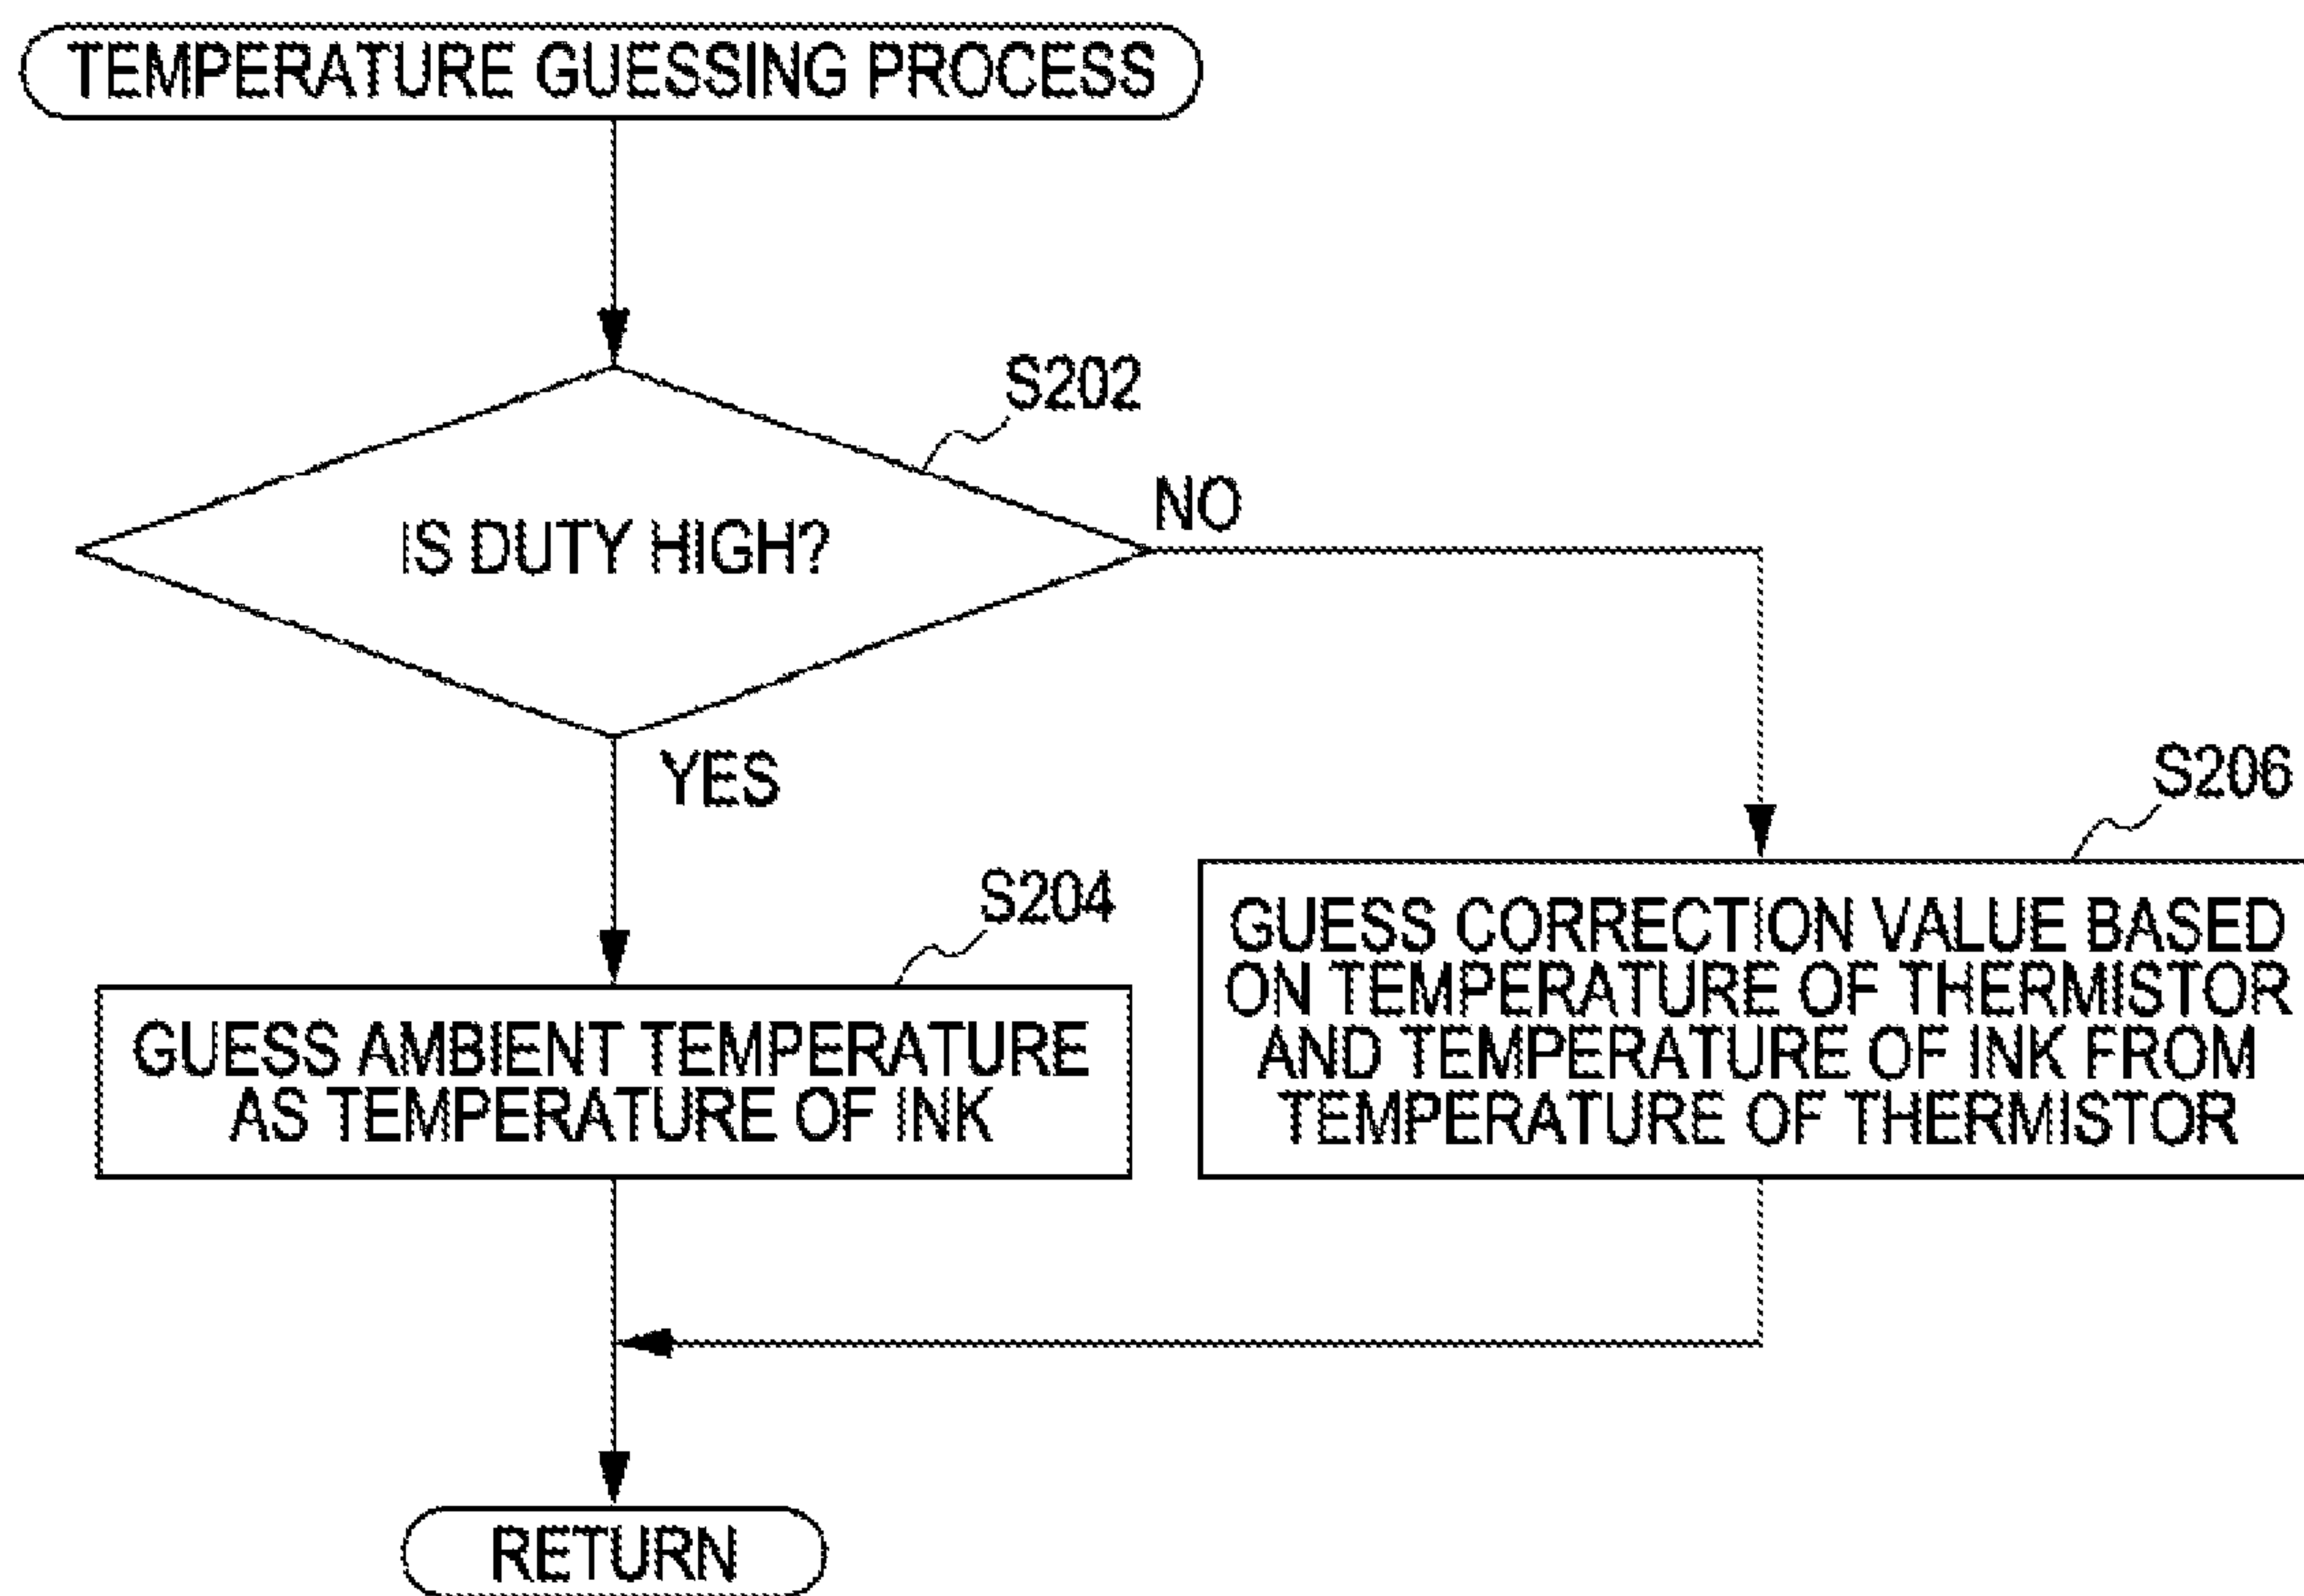 TEMPERATURE GUESSING PROCESS
S202
IS DUTY HIGH?
NO
YES
S204
GUESS AMBIENT TEMPERATURE
AS TEMPERATURE OF INK
S206
GUESS CORRECTION VALUE BASED
ON TEMPERATURE OF THERMISTOR
AND TEMPERATURE OF INK FROM
TEMPERATURE OF THERMISTOR
RETURN